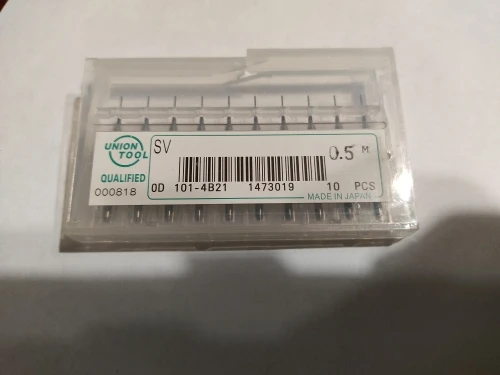 UNION
TOOL
SV
0.5 M
QUALIFIED
000818
0D 101-4B21 1473019 10 PCS
MADE IN JAPAN